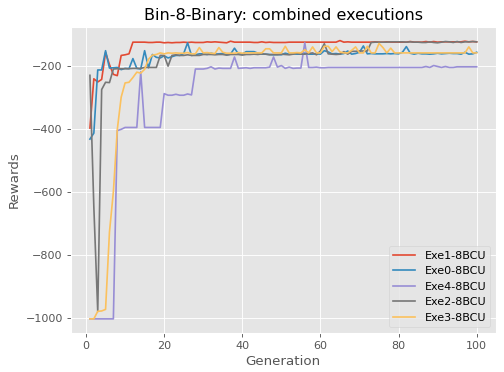 Bin-8-Binary: combined executions
Rewards
−200
−400
−600
−800
−1000
0
20
40
60
80
100
Generation
Exe1-8BCU
Exe0-8BCU
Exe4-8BCU
Exe2-8BCU
Exe3-8BCU